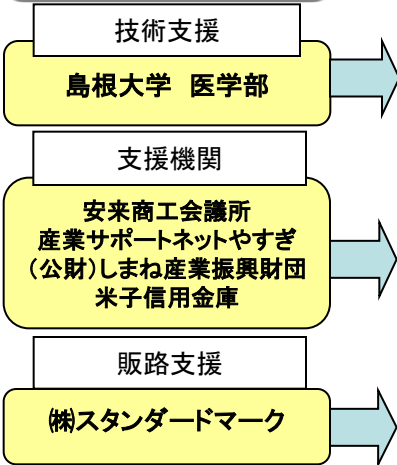 技術支援
島根大学　医学部
支援機関
安来商工会議所
産業サポートネットやすぎ
（公財）しまね産業振興財団
米子信用金庫
販路支援
㈱スタンダードマーク